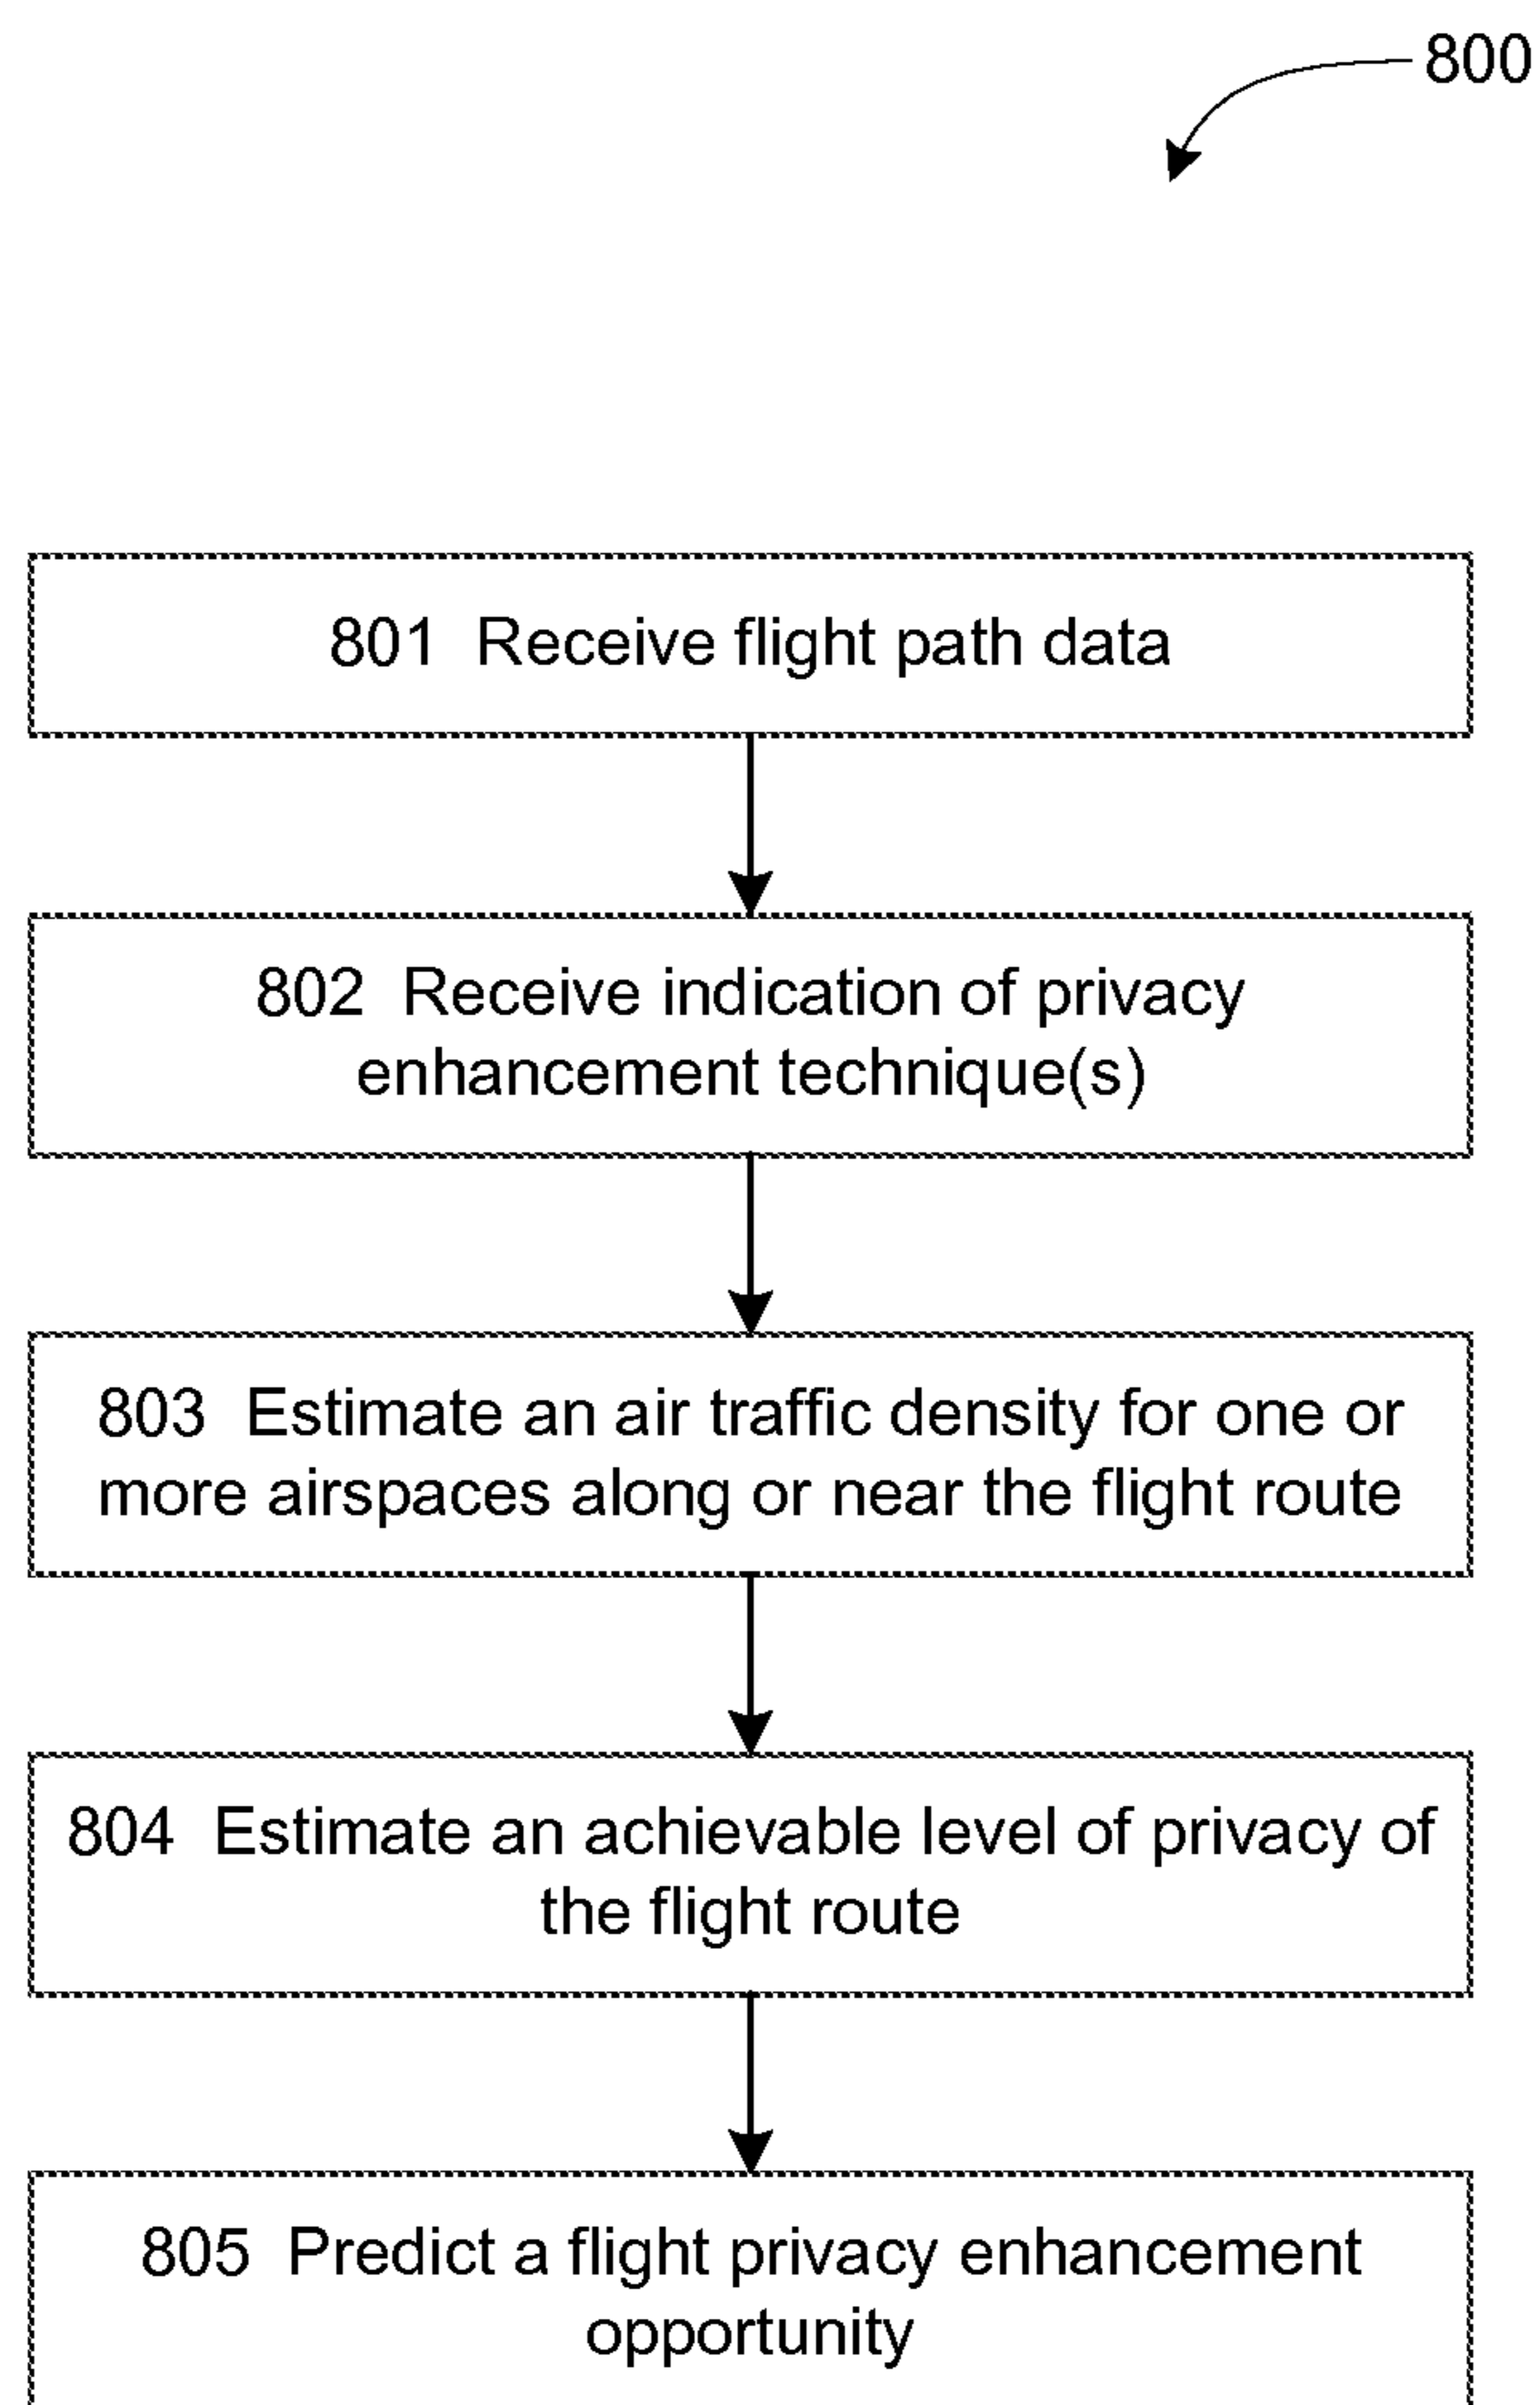 800
801 Receive flight path data
802 Receive indication of privacy
enhancement technique(s)
803 Estimate an air traffic density for one or
more airspaces along or near the flight route
804 Estimate an achievable level of privacy of
the flight route
805 Predict a flight privacy enhancement
opportunity